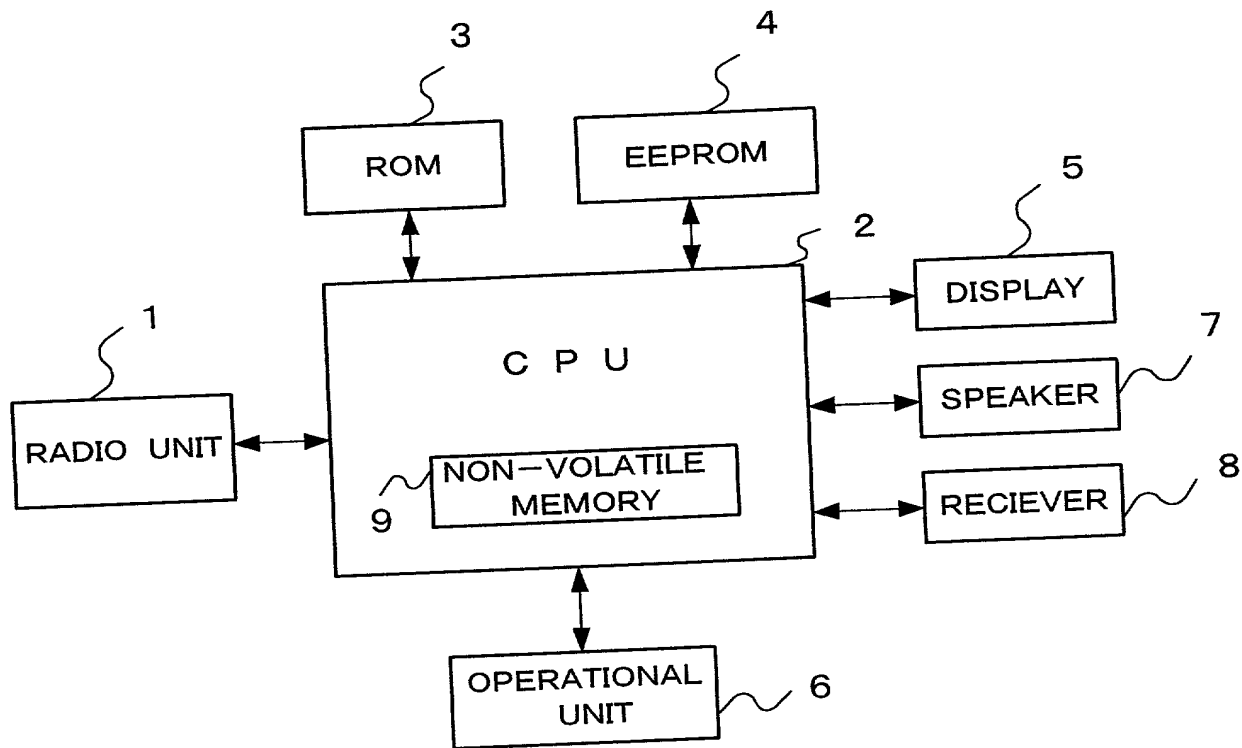 3
4
ROM
EEPROM
5
2
DISPLAY
1
7
C P U
SPEAKER
RADIO UNIT
8
NON-VOLATILE
MEMORY
9
RECIEVER
OPERATIONAL
UNIT
6